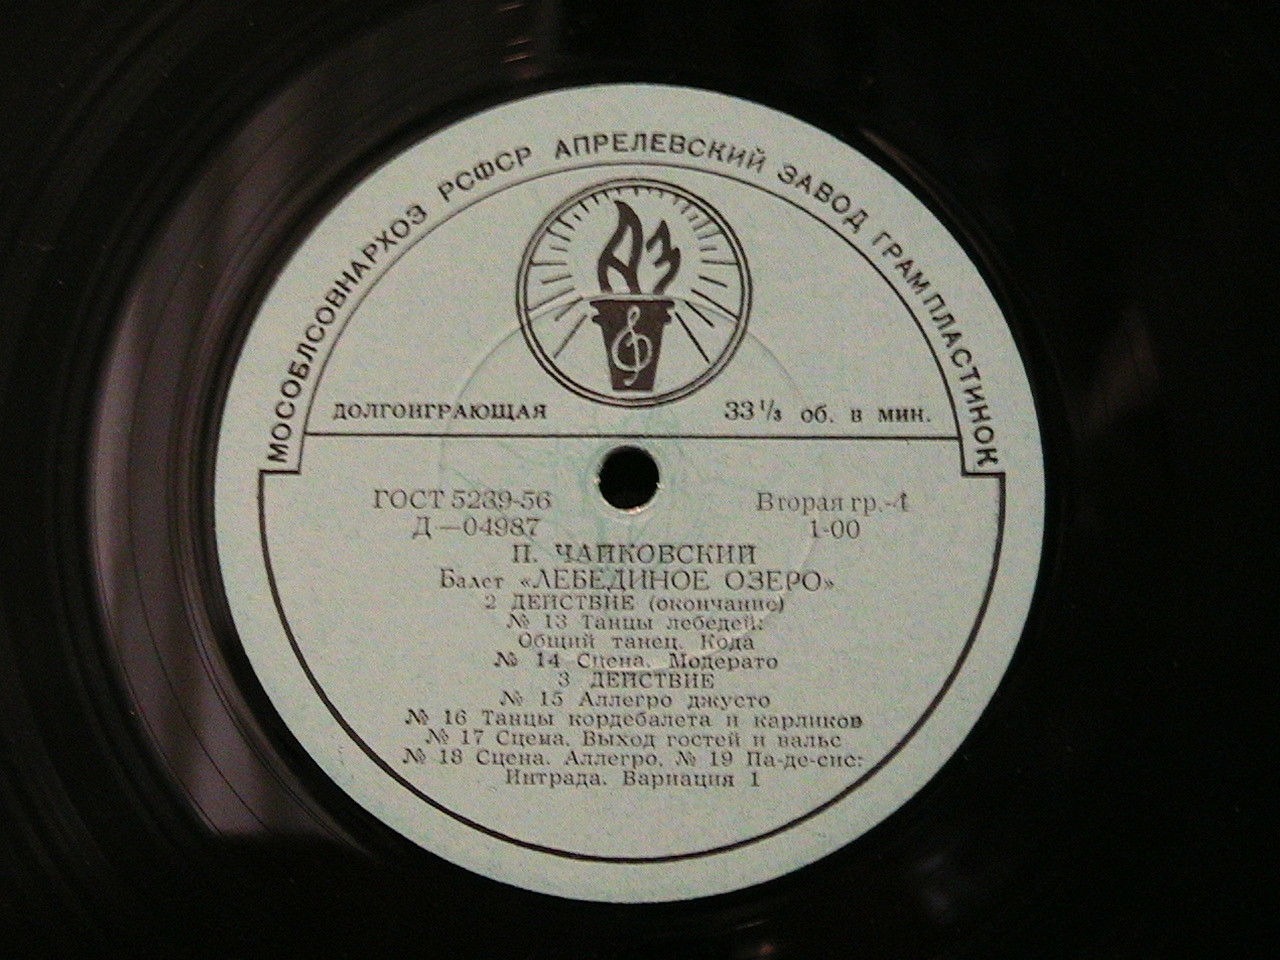 МОСОБЛСОВНАРХОЗ РСФСР АПРЕЛЕВСКИЙ ЗАВОД ГРАМПЛАСТИНОК
АЗ
ДОЛГОИГРАЮЩАЯ 33 1/3 об. в мин.
ГОСТ 5289-56 Вторая гр.-4
Д—04987 1-00
П. ЧАЙКОВСКИЙ
Балет «ЛЕБЕДИНОЕ ОЗЕРО»
2 ДЕЙСТВИЕ (окончание)
№ 13 Танцы лебедей:
Общий танец. Кода
№ 14 Сцена. Модерато
3 ДЕЙСТВИЕ
№ 15 Аллегро джусто
№ 16 Танцы кордебалета и карликов
№ 17 Сцена. Выход гостей и вальс
№ 18 Сцена. Аллегро. № 19 Па-де-сис:
Интрада. Вариация 1